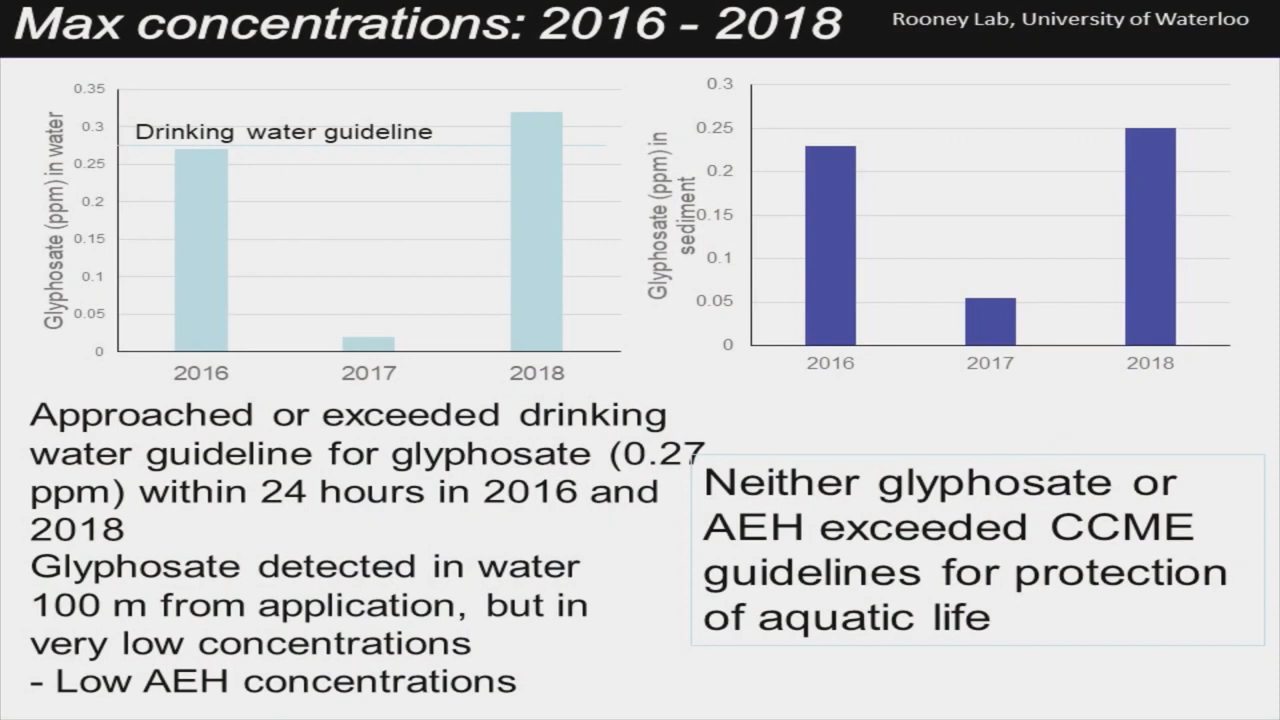 Max concentrations: 2016 - 2018
Rooney Lab, University of Waterloo
Glyphosate (ppm) in water
0.35
0.3
0.25
0.2
0.15
0.1
0.05
0
Drinking water guideline
2016 2017 2018
Glyphosate (ppm) in
sediment
0.3
0.25
0.2
0.15
0.1
0.05
0
2016 2017 2018
Approached or exceeded drinking
water guideline for glyphosate (0.27
ppm) within 24 hours in 2016 and
2018
Glyphosate detected in water
100 m from application, but in
very low concentrations
- Low AEH concentrations
Neither glyphosate or
AEH exceeded CCME
guidelines for protection
of aquatic life